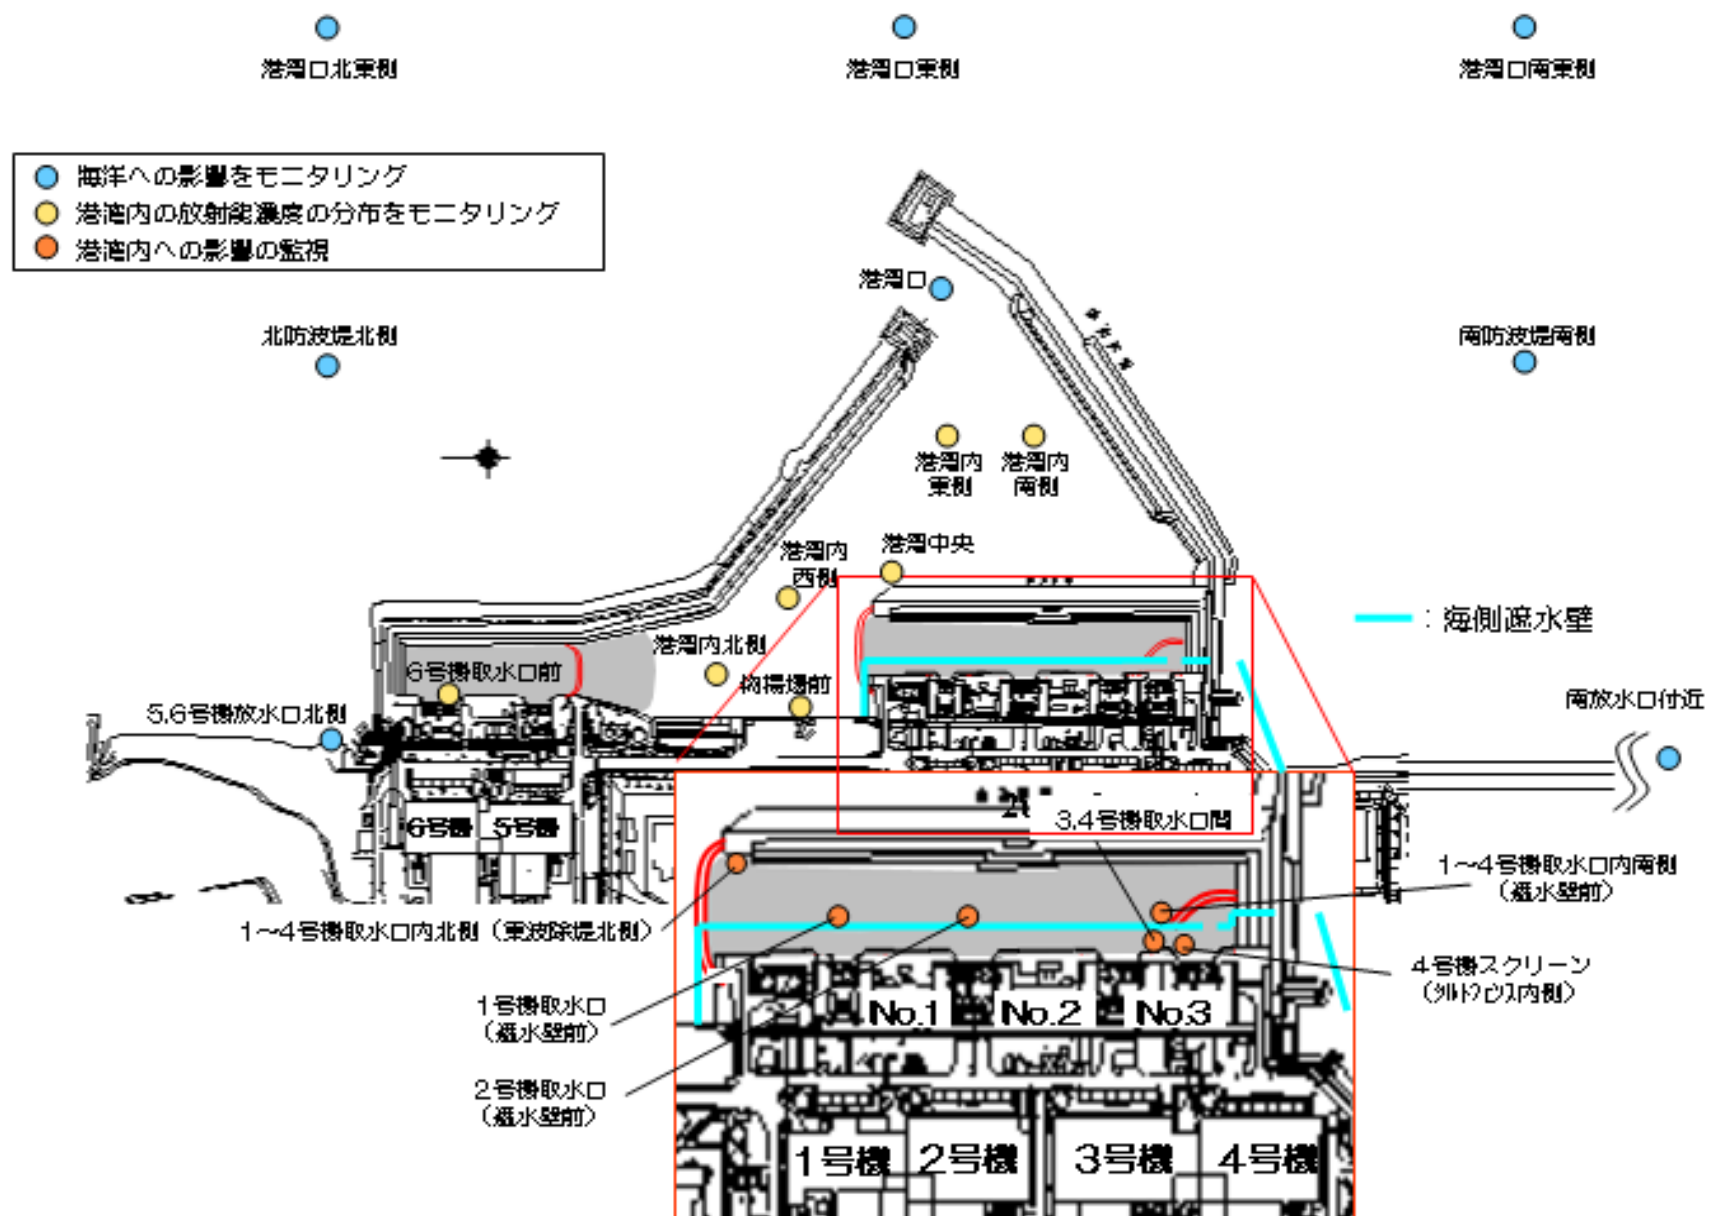 港湾口北東側
港湾口東側
港湾口南東側
海洋への影響をモニタリング
港湾内の放射能濃度の分布をモニタリング
港湾内への影響の監視
港湾口
北防波堤北側
南防波堤南側
港湾内
東側
港湾内
南側
港湾中央
港湾内
西側
：海側遮水壁
港湾内北側
6号機取水口前
物揚場前
南放水口付近
5,6号機放水口北側
3,4号機取水口間
6号機
5号機
1～4号機取水口内南側
（遮水壁前）
1～4号機取水口内北側（東波除堤北側）
4号機スクリーン
（シルトフェンス内側）
1号機取水口
（遮水壁前）
No.1
No.2
No.3
2号機取水口
（遮水壁前）
1号機
2号機
3号機
4号機